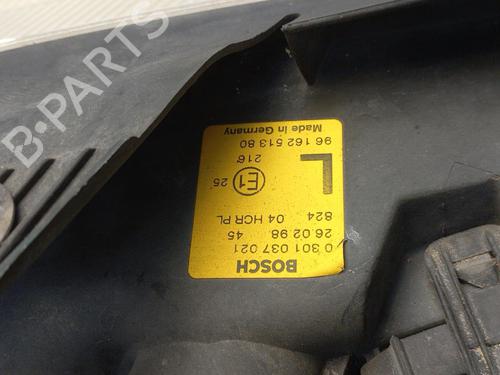 B-PARTS
BOSCH
0 301 037 021
26.02.98 45
824 04 HCR PL
25 E1 L
216
96 162 513 80
Made in Germany